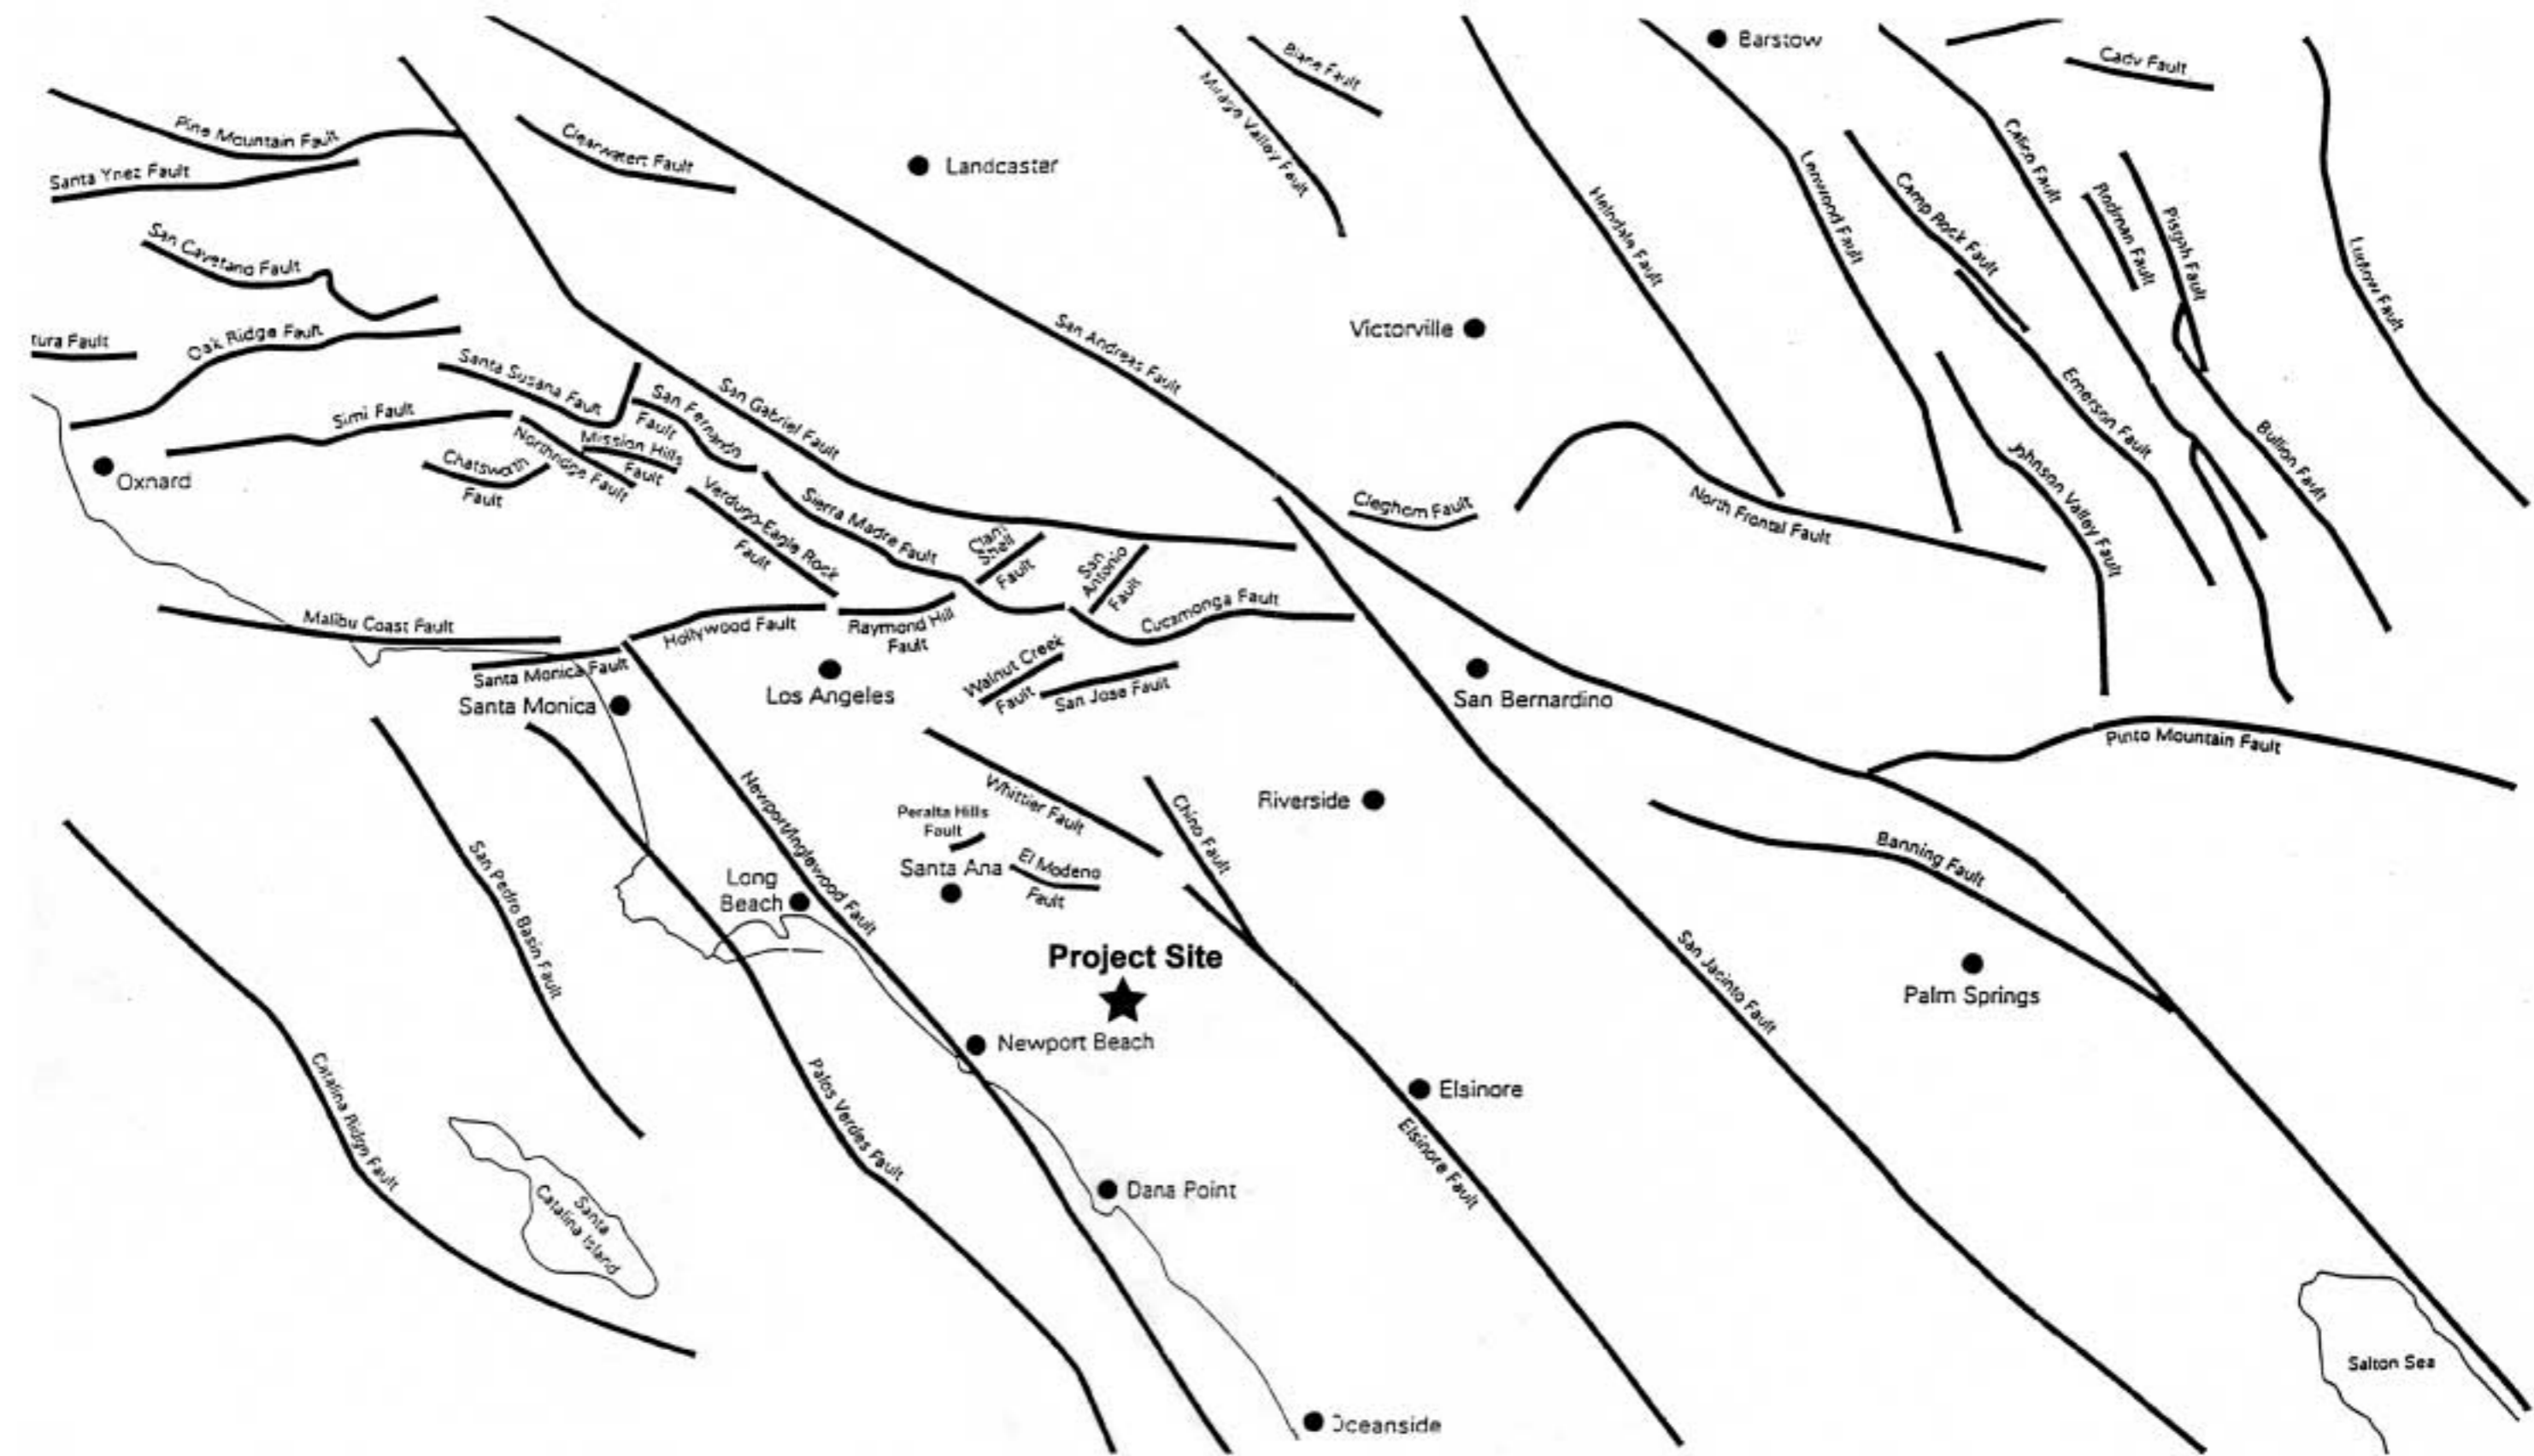 Barstow
Cady Fault
Blane Fault
Mirage Valley Fault
Pine Mountain Fault
Clearwatert Fault
Santa Ynez Fault
Landcaster
Calico Fault
Lenwood Fault
Camp Rock Fault
Rodman Fault
Pisgah Fault
Ludlow Fault
San Cayetano Fault
Victorville
San Andreas Fault
tura Fault
Oak Ridge Fault
Santa Susana Fault
San Fernando
Fault
San Gabriel Fault
Simi Fault
Emerson Fault
Bullion Fault
Johnson Valley Fault
Mission Hills
Fault
Northridge Fault
Chatsworth
Fault
Oxnard
Verdugo-Eagle Rock
Fault
Sierra Madre Fault
Clam
Shell
Fault
San
Antonio
Fault
Cleghorn Fault
North Frontal Fault
Cucamonga Fault
Malibu Coast Fault
Hollywood Fault
Raymond Hill
Fault
Santa Monica Fault
Santa Monica
Los Angeles
Walnut Creek
Fault
San Jose Fault
San Bernardino
Pinto Mountain Fault
Newport/Inglewood Fault
Whittier Fault
Chino Fault
Riverside
Peralta Hills
Fault
Santa Ana
El Modeno
Fault
Banning Fault
Long
Beach
San Pedro Basin Fault
Project Site
San Jacinto Fault
Palm Springs
Newport Beach
Elsinore
Catalina Ridge Fault
Palos Verdes Fault
Elsinore Fault
Dana Point
Santa
Catalina Island
Salton Sea
Oceanside